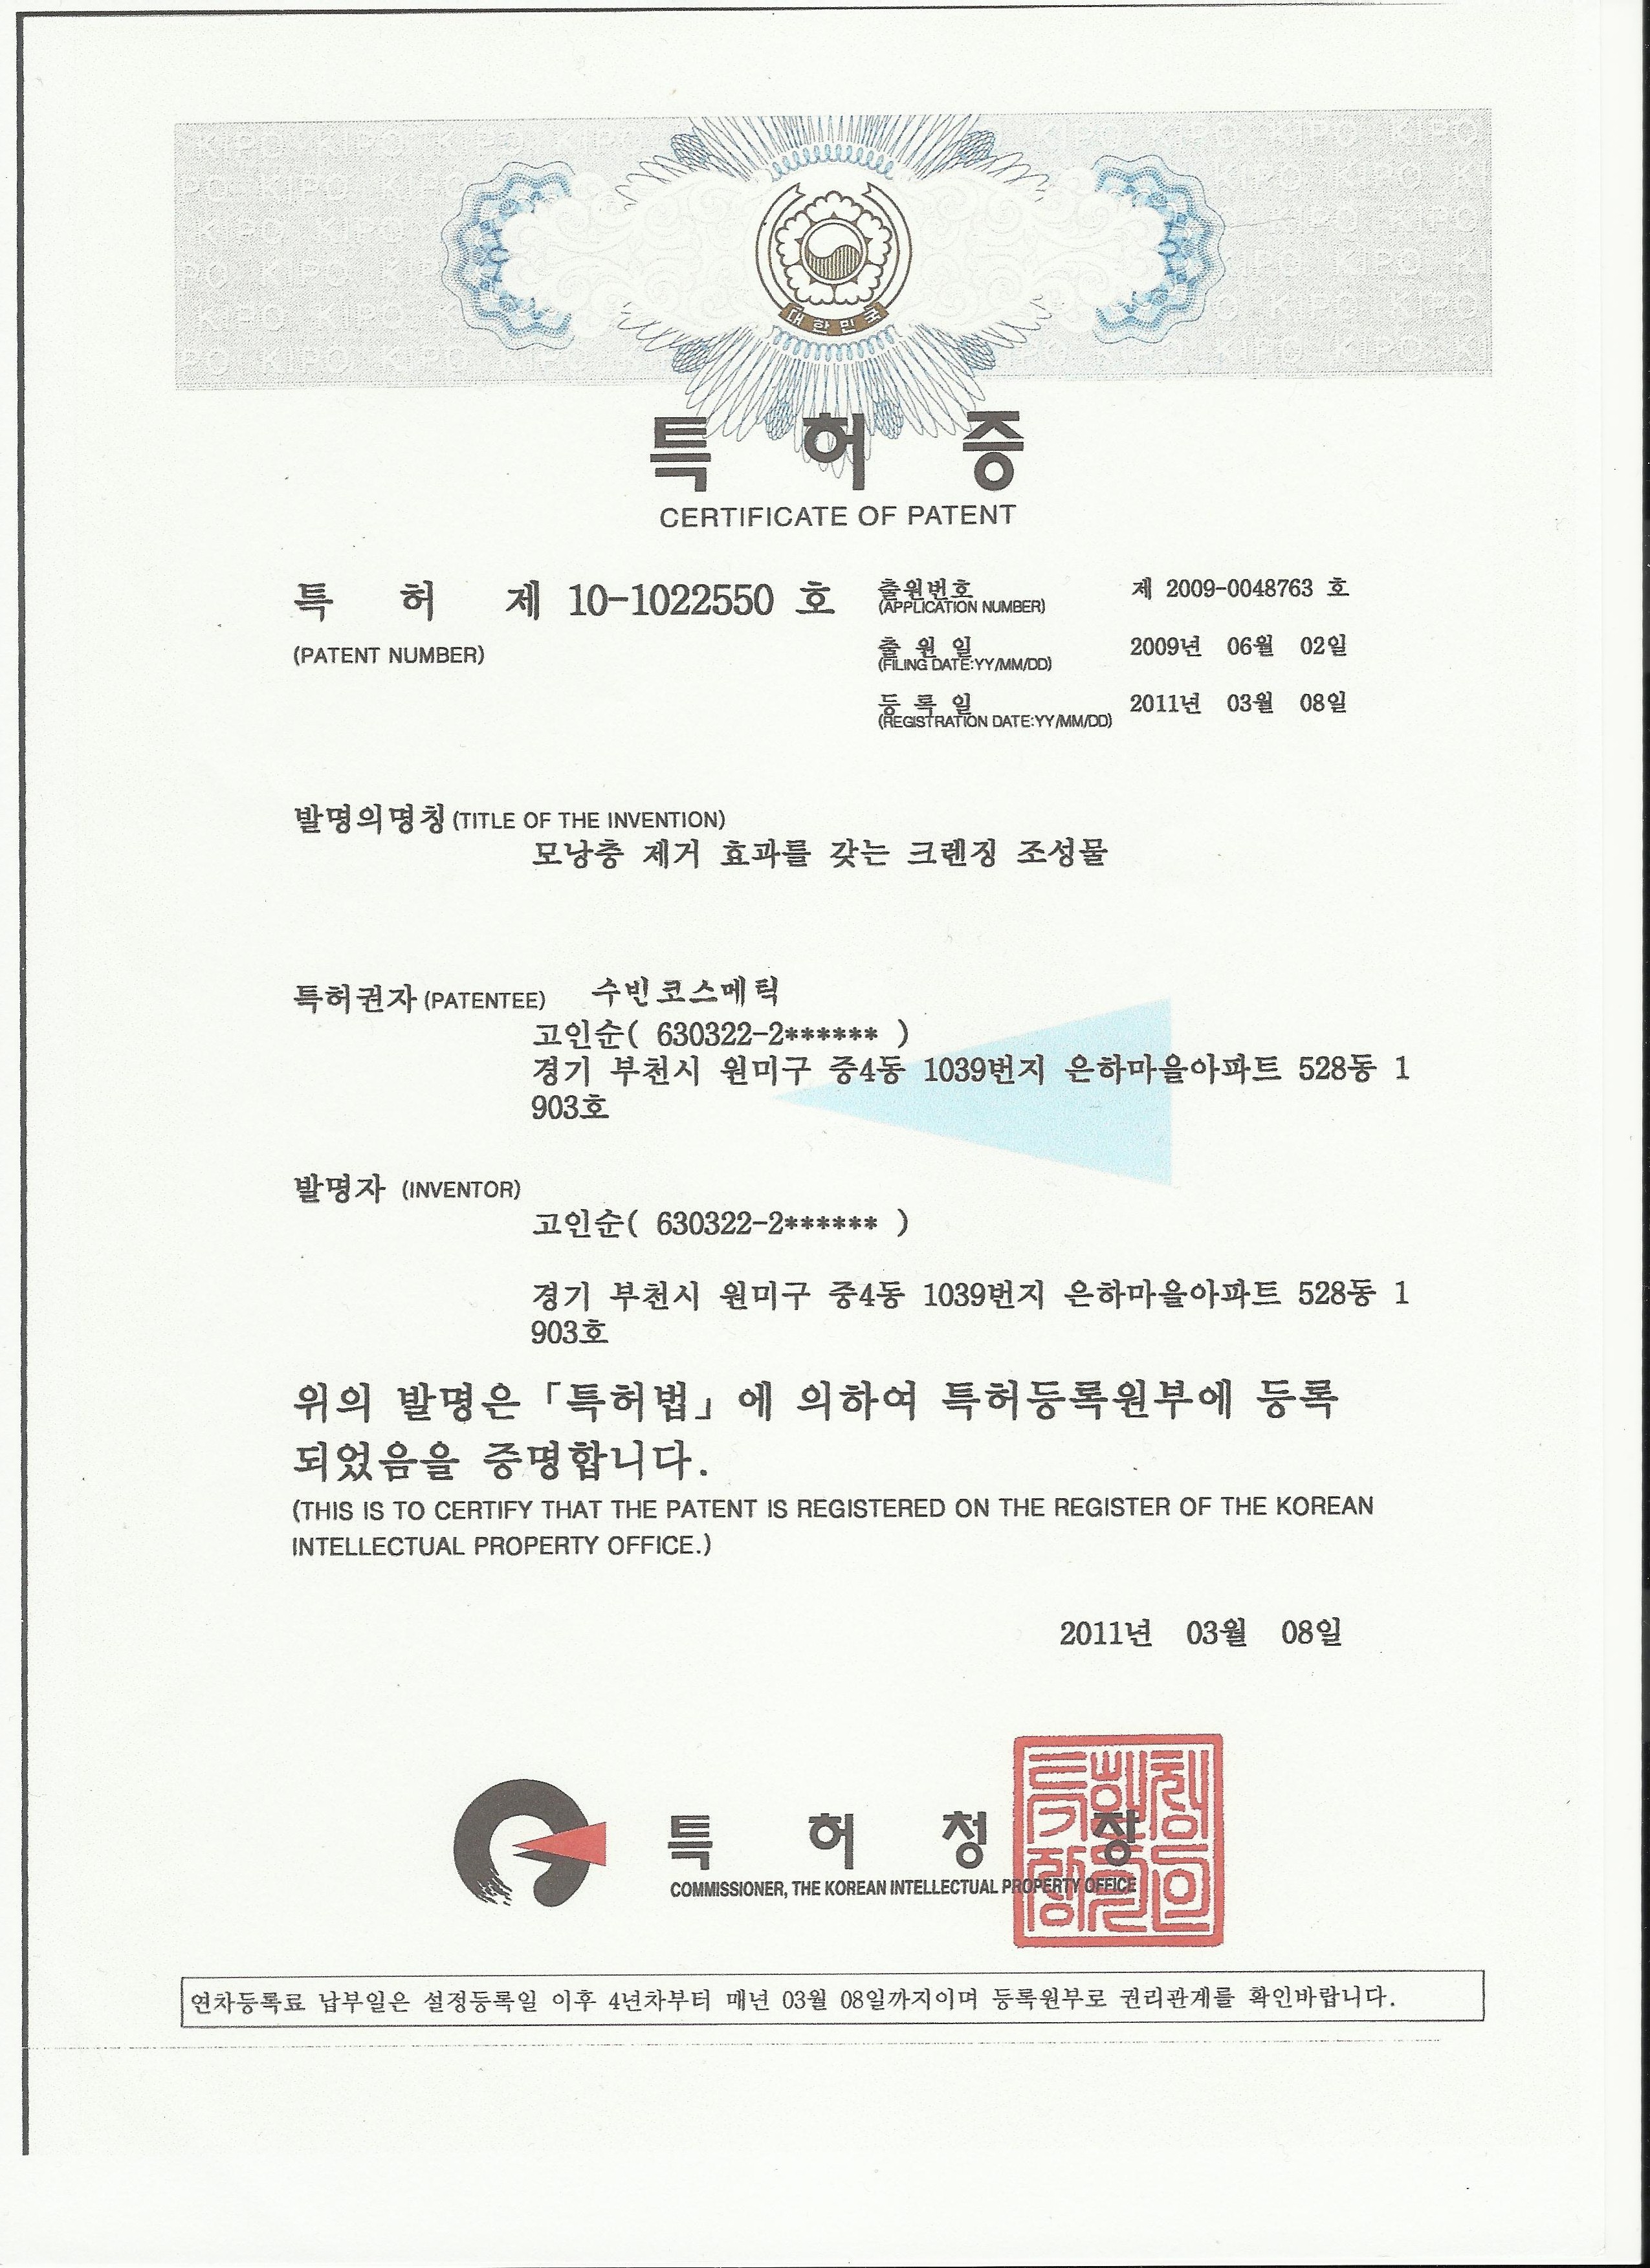 KIPO KIPO KIPO KIPO
대한민국
특 허 증
CERTIFICATE OF PATENT
특 허 제 10-1022550 호
(PATENT NUMBER)
출원번호 제 2009-0048763 호
(APPLICATION NUMBER)
출 원 일 2009년 06월 02일
(FILING DATE:YY/MM/DD)
등 록 일 2011년 03월 08일
(REGISTRATION DATE:YY/MM/DD)
발명의명칭 (TITLE OF THE INVENTION)
모낭충 제거 효과를 갖는 크렌징 조성물
특허권자 (PATENTEE) 수빈코스메틱
고인순( 630322-2****** )
경기 부천시 원미구 중4동 1039번지 은하마을아파트 528동 1
903호
발명자 (INVENTOR)
고인순( 630322-2****** )
경기 부천시 원미구 중4동 1039번지 은하마을아파트 528동 1
903호
위의 발명은 「특허법」에 의하여 특허등록원부에 등록
되었음을 증명합니다.
(THIS IS TO CERTIFY THAT THE PATENT IS REGISTERED ON THE REGISTER OF THE KOREAN
INTELLECTUAL PROPERTY OFFICE.)
2011년 03월 08일
특 허 청 장
COMMISSIONER, THE KOREAN INTELLECTUAL PROPERTY OFFICE
연차등록료 납부일은 설정등록일 이후 4년차부터 매년 03월 08일까지이며 등록원부로 권리관계를 확인바랍니다.